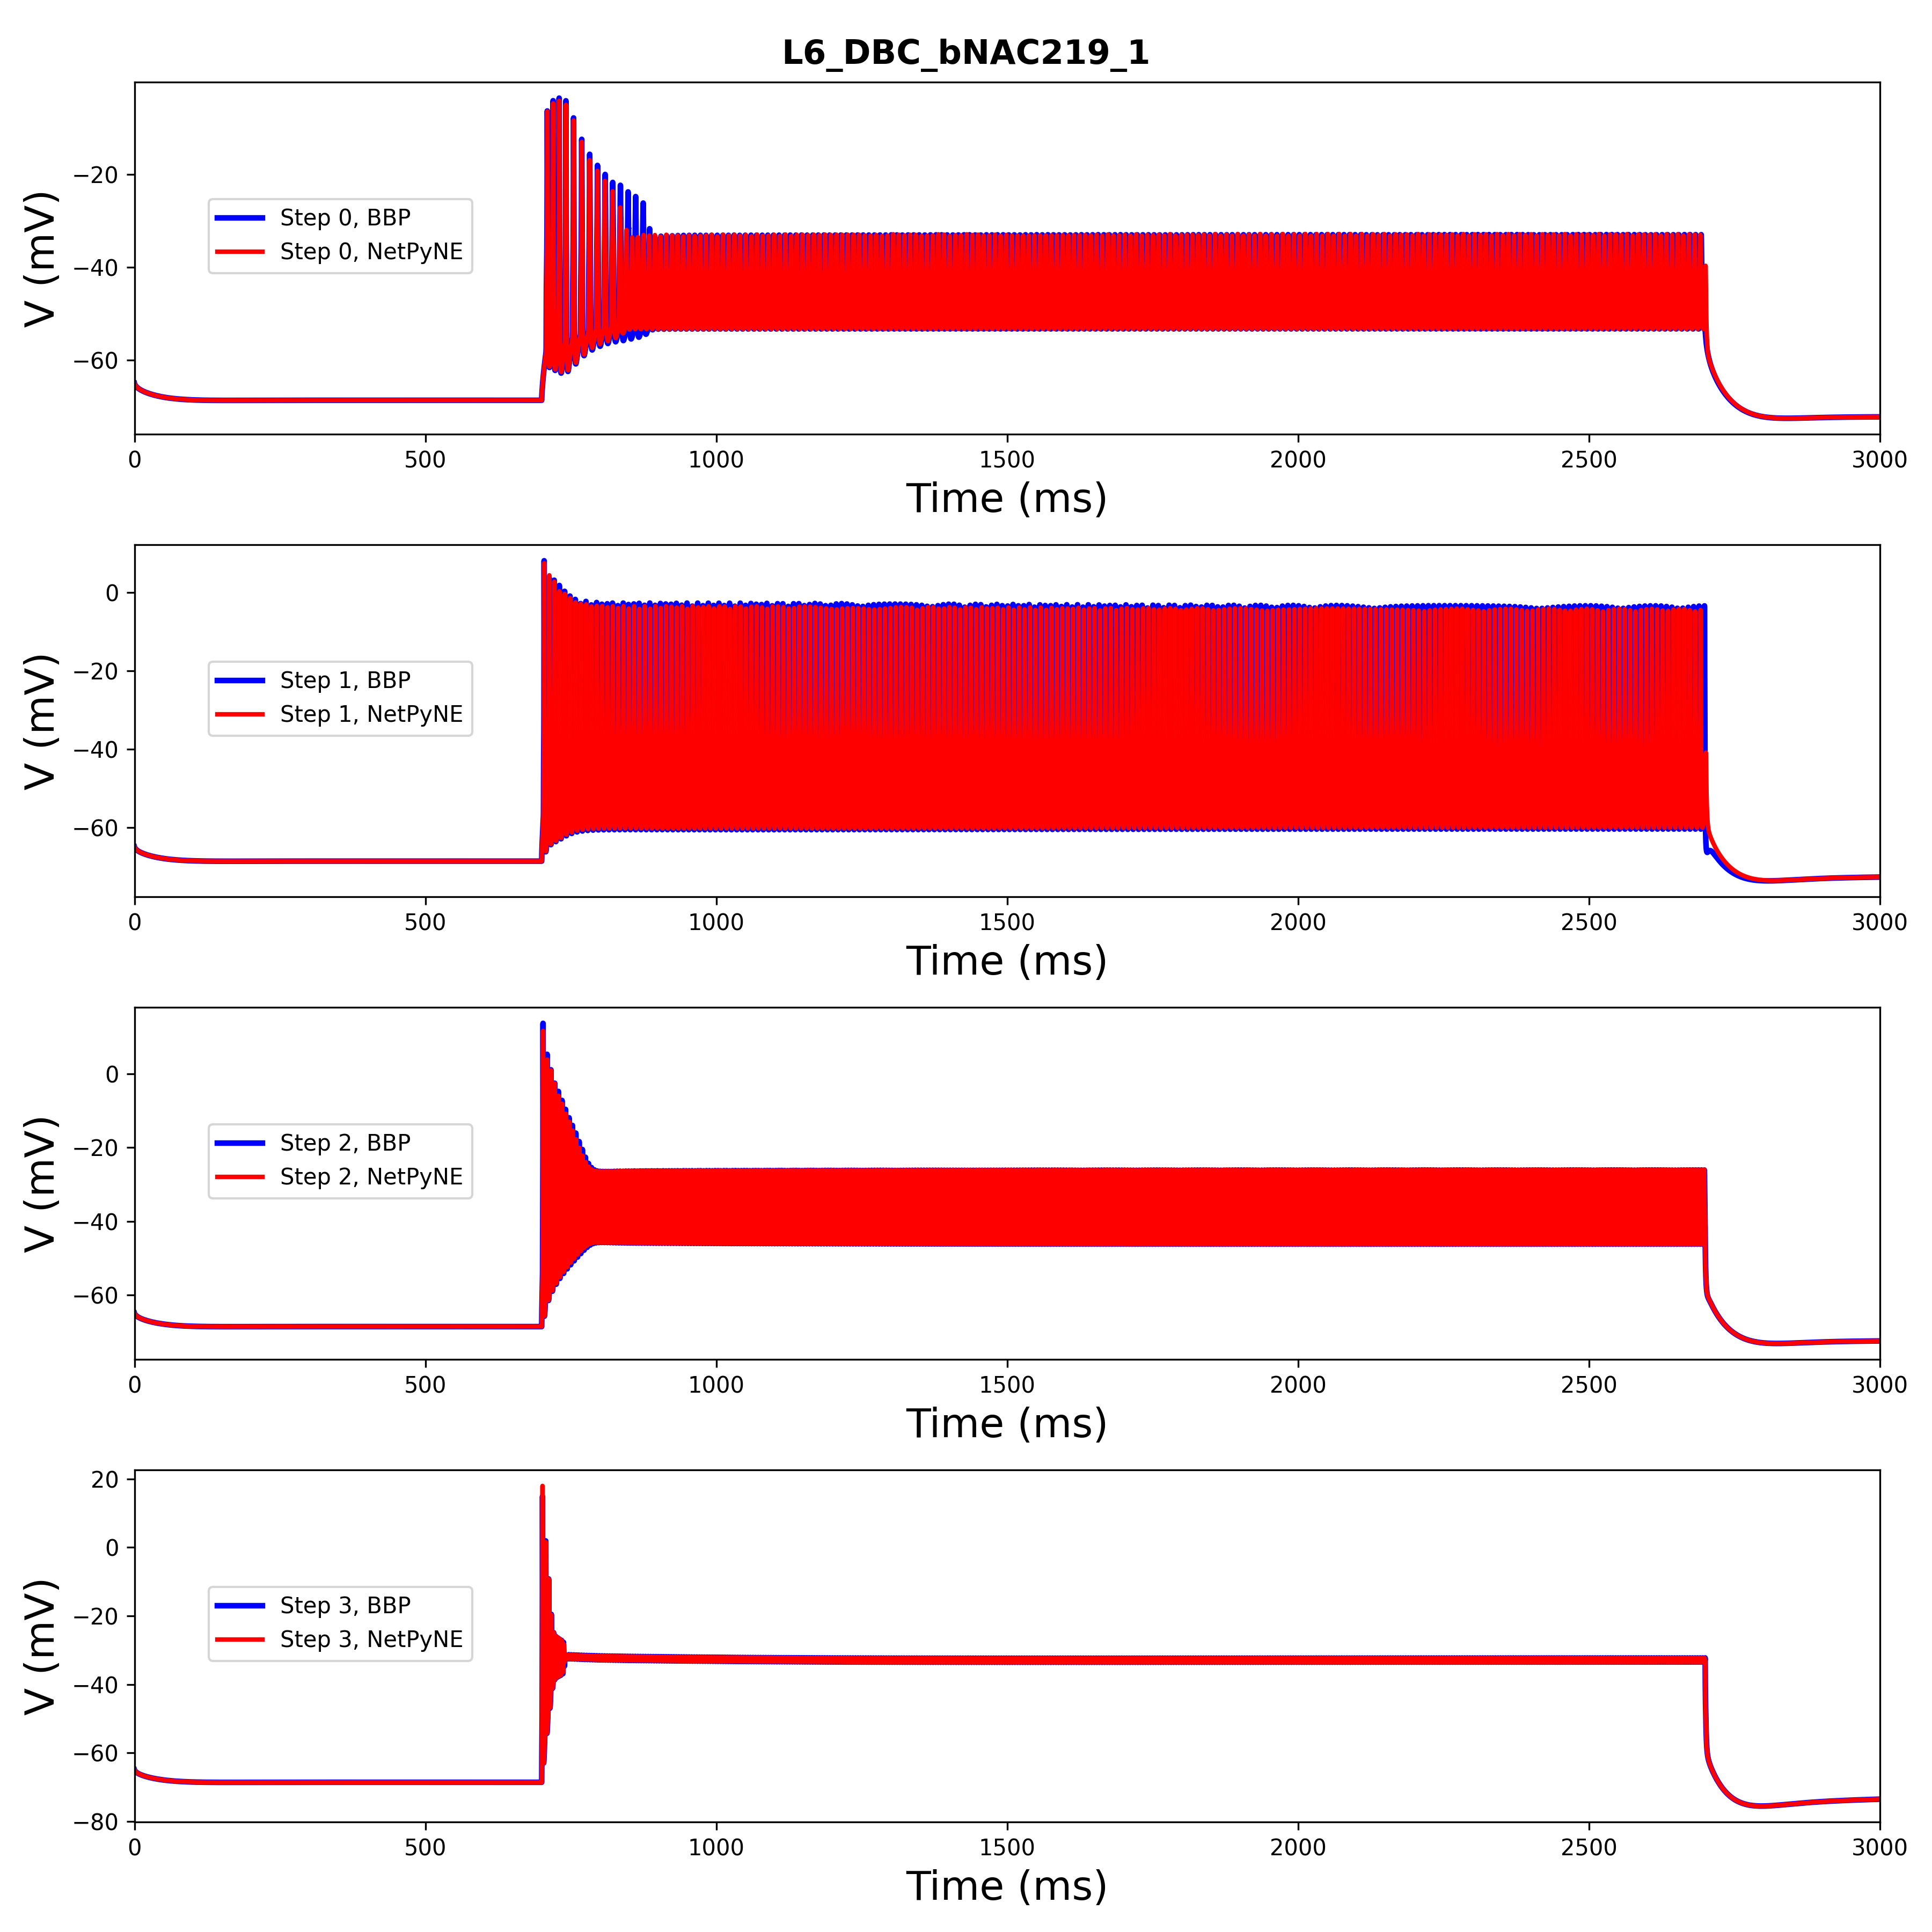 L6_DBC_bNAC219_1
V (mV)
−20
−40
−60
Step 0, BBP
Step 0, NetPyNE
0 500 1000 1500 2000 2500 3000
Time (ms)
V (mV)
0
−20
−40
−60
Step 1, BBP
Step 1, NetPyNE
0 500 1000 1500 2000 2500 3000
Time (ms)
V (mV)
0
−20
−40
−60
Step 2, BBP
Step 2, NetPyNE
0 500 1000 1500 2000 2500 3000
Time (ms)
V (mV)
20
0
−20
−40
−60
−80
Step 3, BBP
Step 3, NetPyNE
0 500 1000 1500 2000 2500 3000
Time (ms)